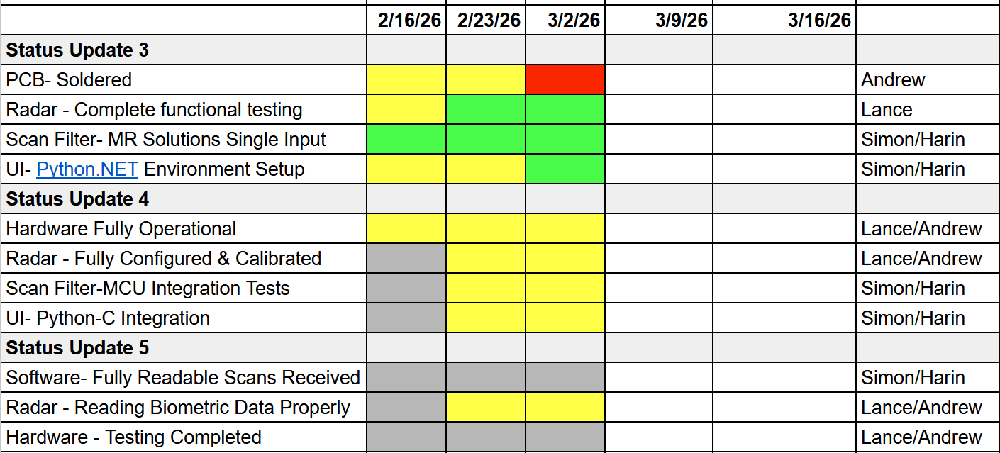 2/16/26 2/23/26 3/2/26 3/9/26 3/16/26
Status Update 3
PCB- Soldered Andrew
Radar - Complete functional testing Lance
Scan Filter- MR Solutions Single Input Simon/Harin
UI- Python.NET Environment Setup Simon/Harin
Status Update 4
Hardware Fully Operational Lance/Andrew
Radar - Fully Configured & Calibrated Lance/Andrew
Scan Filter-MCU Integration Tests Simon/Harin
UI- Python-C Integration Simon/Harin
Status Update 5
Software- Fully Readable Scans Received Simon/Harin
Radar - Reading Biometric Data Properly Lance/Andrew
Hardware - Testing Completed Lance/Andrew